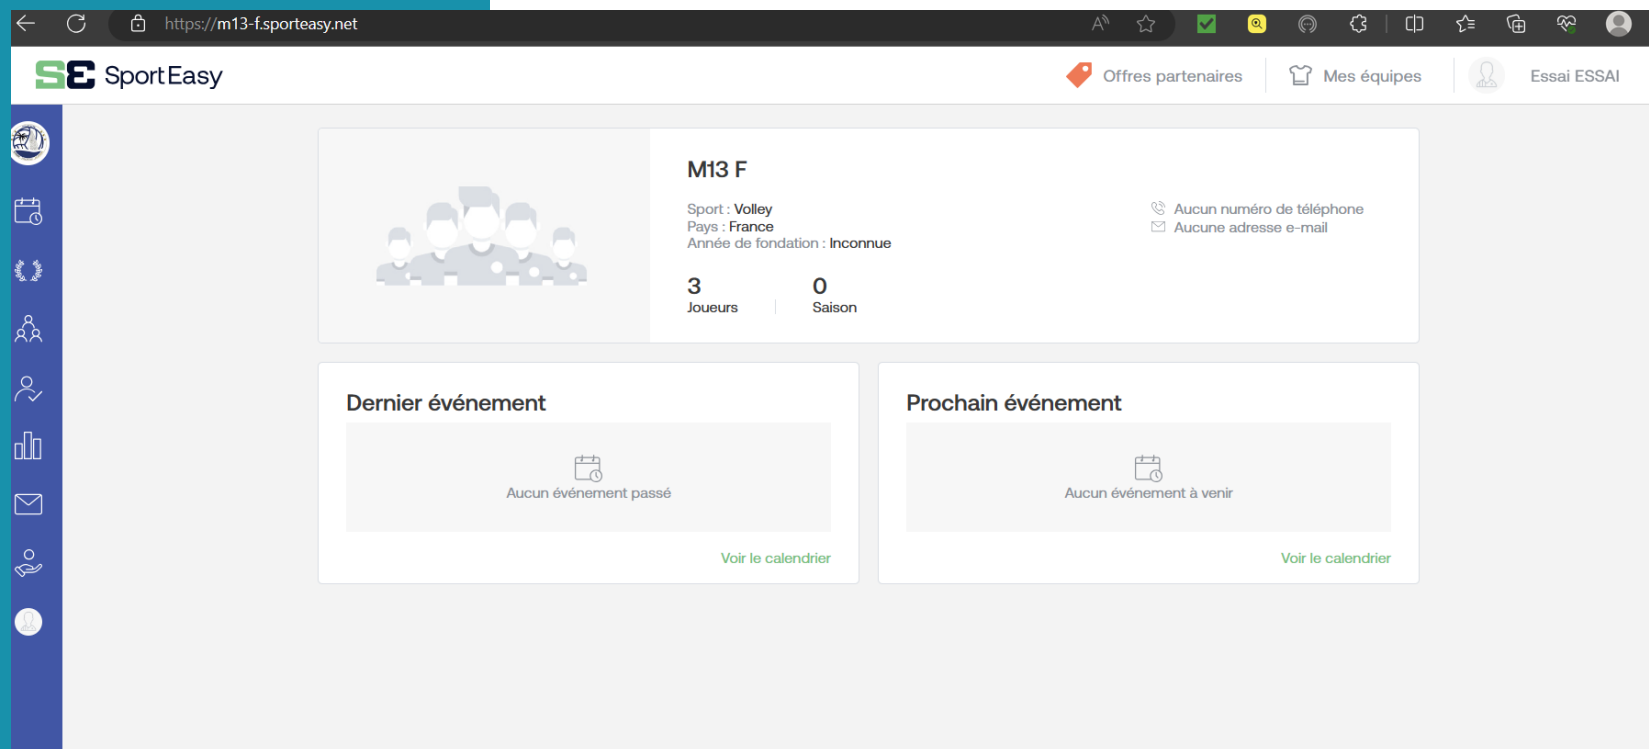 https://m13-f.sporteasy.net
SE SportEasy
Offres partenaires
Mes équipes
Essai ESSAI
M13 F
Sport : Volley
Pays : France
Année de fondation : Inconnue
Aucun numéro de téléphone
Aucune adresse e-mail
3
Joueurs
0
Saison
Dernier événement
Aucun événement passé
Voir le calendrier
Prochain événement
Aucun événement à venir
Voir le calendrier